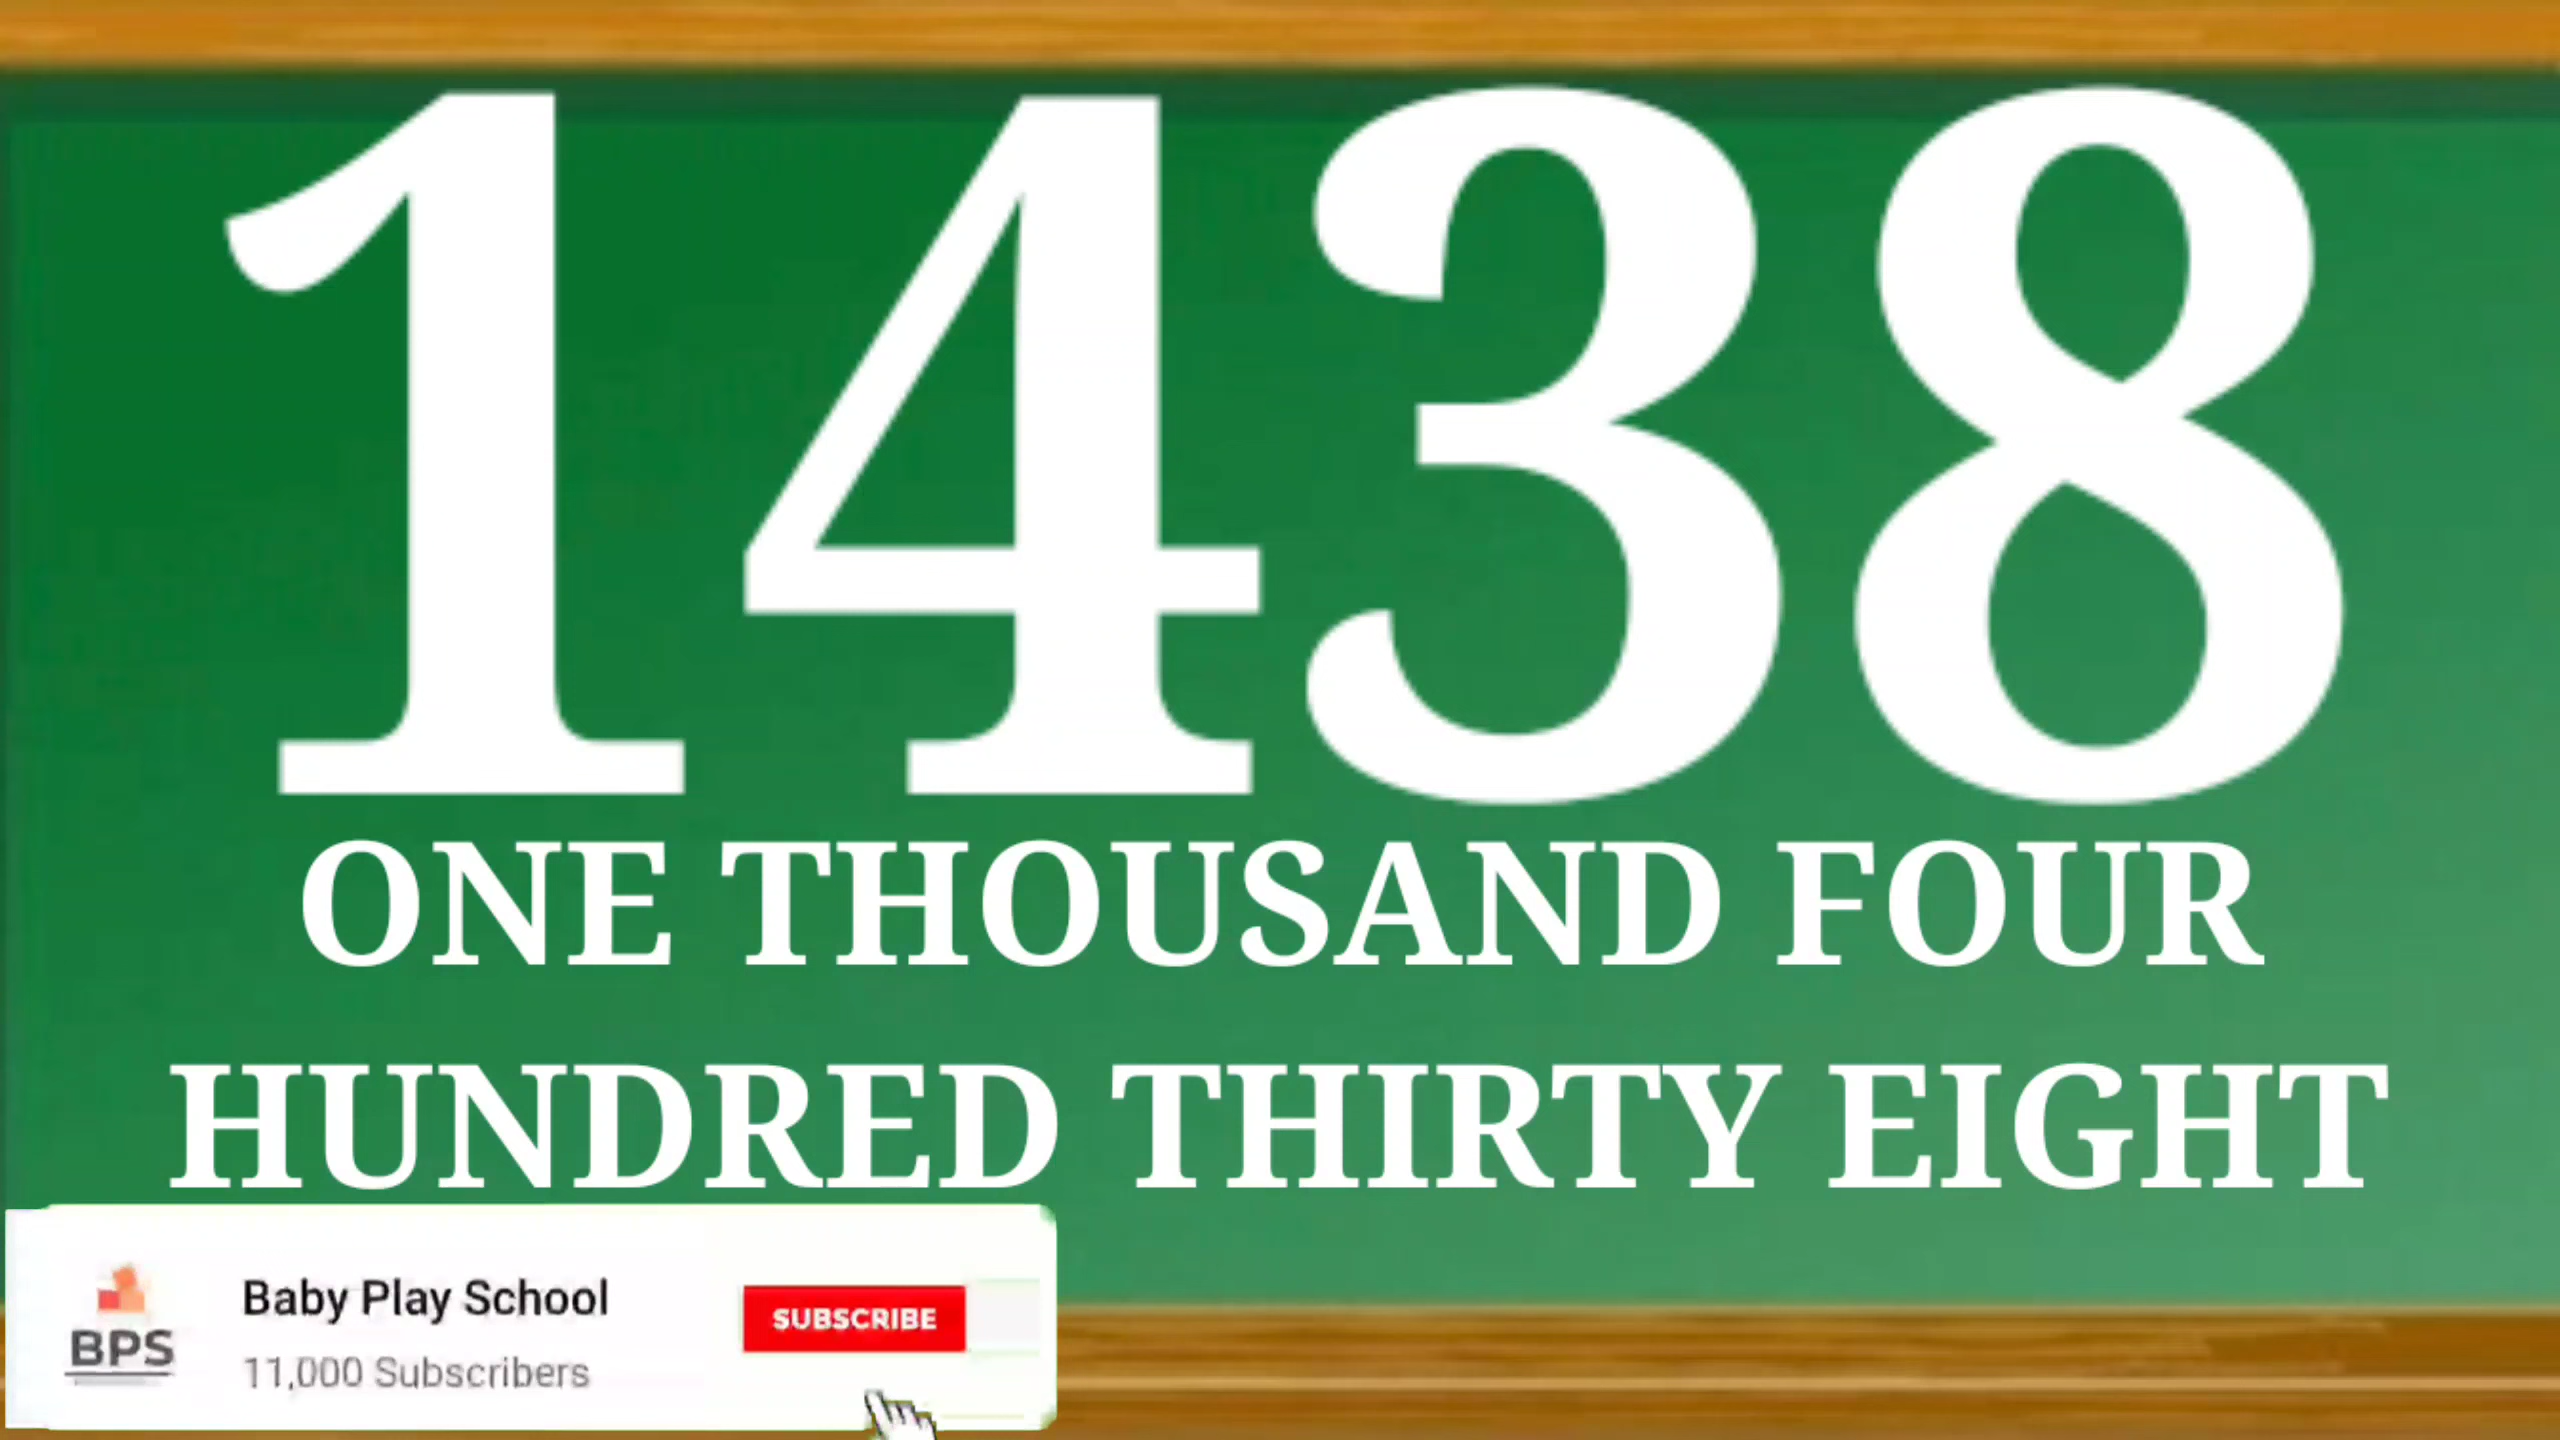 1438
ONE THOUSAND FOUR
HUNDRED THIRTY EIGHT
BPS
Baby Play School
11,000 Subscribers
SUBSCRIBE